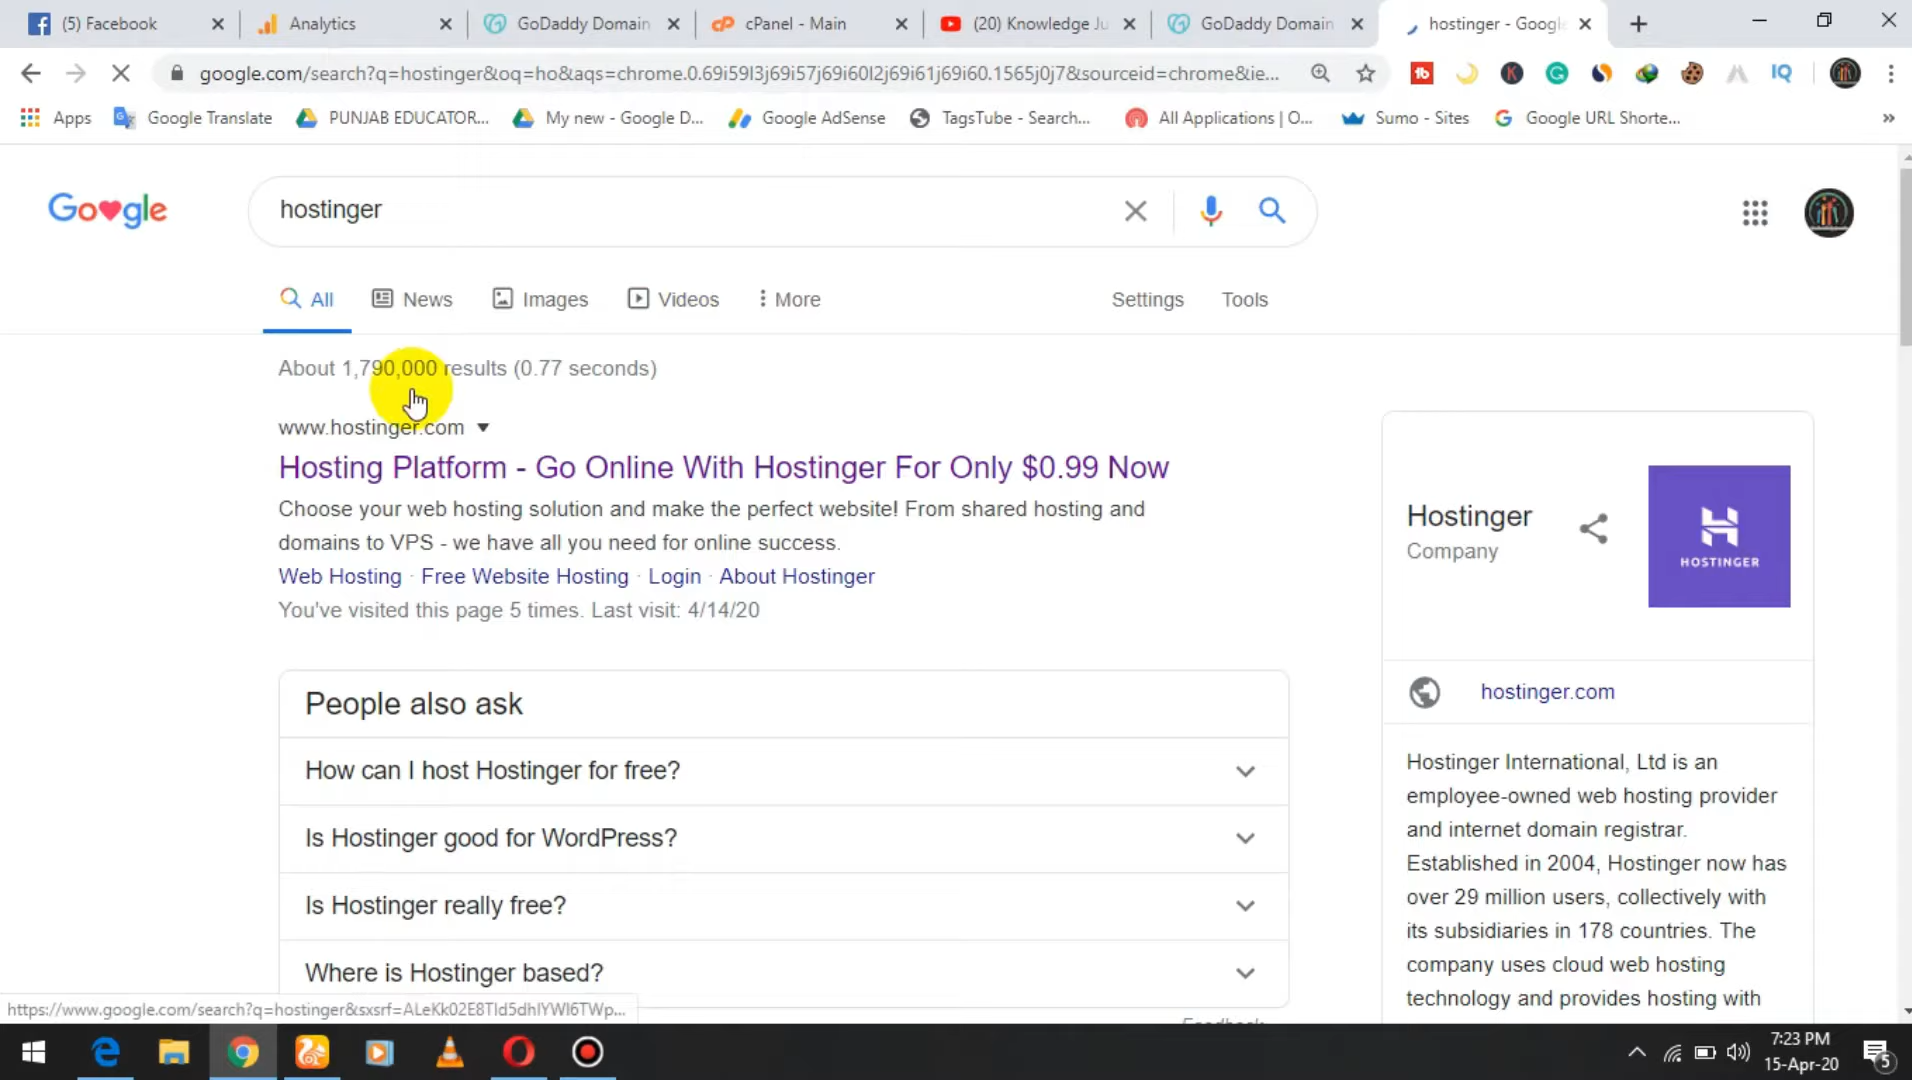 (5) Facebook
Analytics
GoDaddy Domain
cPanel - Main
(20) Knowledge Ju
GoDaddy Domain
hostinger - Google
google.com/search?q=hostinger&oq=ho&aqs=chrome.0.69i59l3j69i57j69i60l2j69i61j69i60.1565j0j7&sourceid=chrome&ie...
Apps
Google Translate
PUNJAB EDUCATOR...
My new - Google D...
Google AdSense
TagsTube - Search...
All Applications | O...
Sumo - Sites
Google URL Shorte...
hostinger
All
News
Images
Videos
More
Settings
Tools
About 1,790,000 results (0.77 seconds)
www.hostinger.com
Hosting Platform - Go Online With Hostinger For Only $0.99 Now
Choose your web hosting solution and make the perfect website! From shared hosting and
domains to VPS - we have all you need for online success.
Web Hosting · Free Website Hosting · Login · About Hostinger
You've visited this page 5 times. Last visit: 4/14/20
People also ask
How can I host Hostinger for free?
Is Hostinger good for WordPress?
Is Hostinger really free?
Where is Hostinger based?
Hostinger
Company
HOSTINGER
hostinger.com
Hostinger International, Ltd is an
employee-owned web hosting provider
and internet domain registrar.
Established in 2004, Hostinger now has
over 29 million users, collectively with
its subsidiaries in 178 countries. The
company uses cloud web hosting
technology and provides hosting with
7:23 PM
15-Apr-20
5